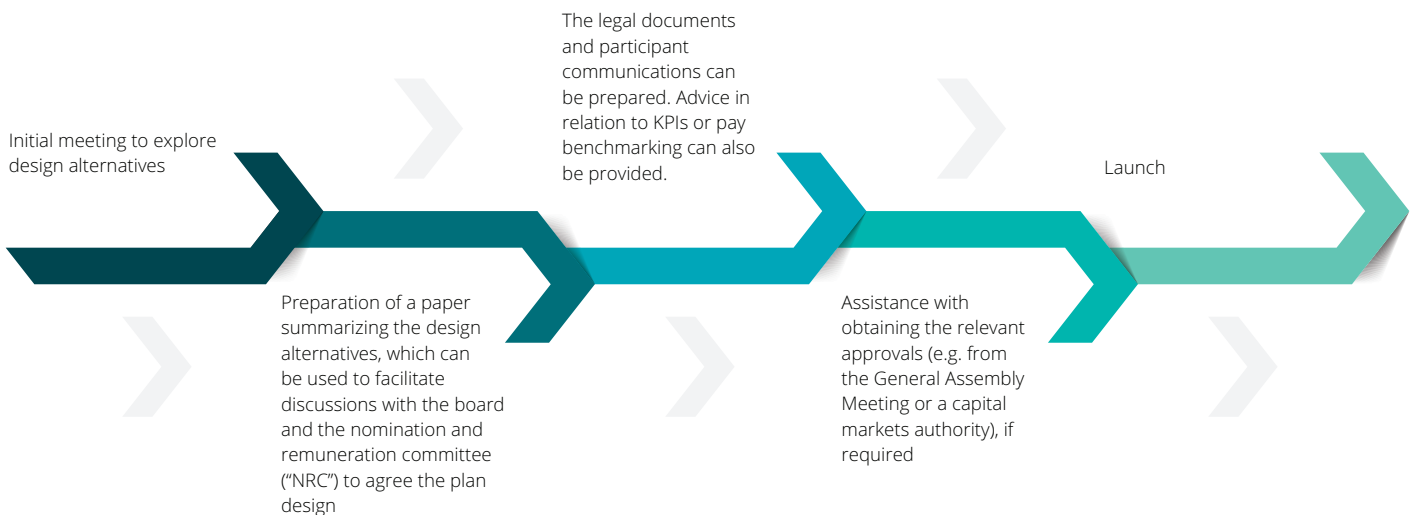 Initial meeting to explore
design alternatives
Preparation of a paper
summarizing the design
alternatives, which can
be used to facilitate
discussions with the board
and the nomination and
remuneration committee
(“NRC”) to agree the plan
design
The legal documents
and participant
communications can
be prepared. Advice in
relation to KPIs or pay
benchmarking can also
be provided.
Assistance with
obtaining the relevant
approvals (e.g. from
the General Assembly
Meeting or a capital
markets authority), if
required
Launch